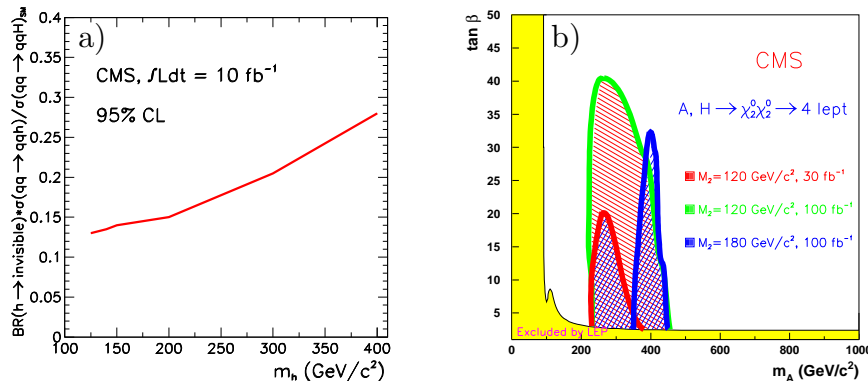 a)
CMS, ∫Ldt = 10 fb⁻¹
95% CL
BR(h → invisible)*σ(qq → qqh)/σ(qq → qqH)SM
0.4
0.35
0.3
0.25
0.2
0.15
0.1
0.05
0
100 150 200 250 300 350 400
m_h (GeV/c²)
b)
CMS
A, H → χ⁰₂χ⁰₂ → 4 lept
M₂=120 GeV/c², 30 fb⁻¹
M₂=120 GeV/c², 100 fb⁻¹
M₂=180 GeV/c², 100 fb⁻¹
Excluded by LEP
tan β
50
45
40
35
30
25
20
15
10
5
0 200 400 600 800 1000
m_A (GeV/c²)